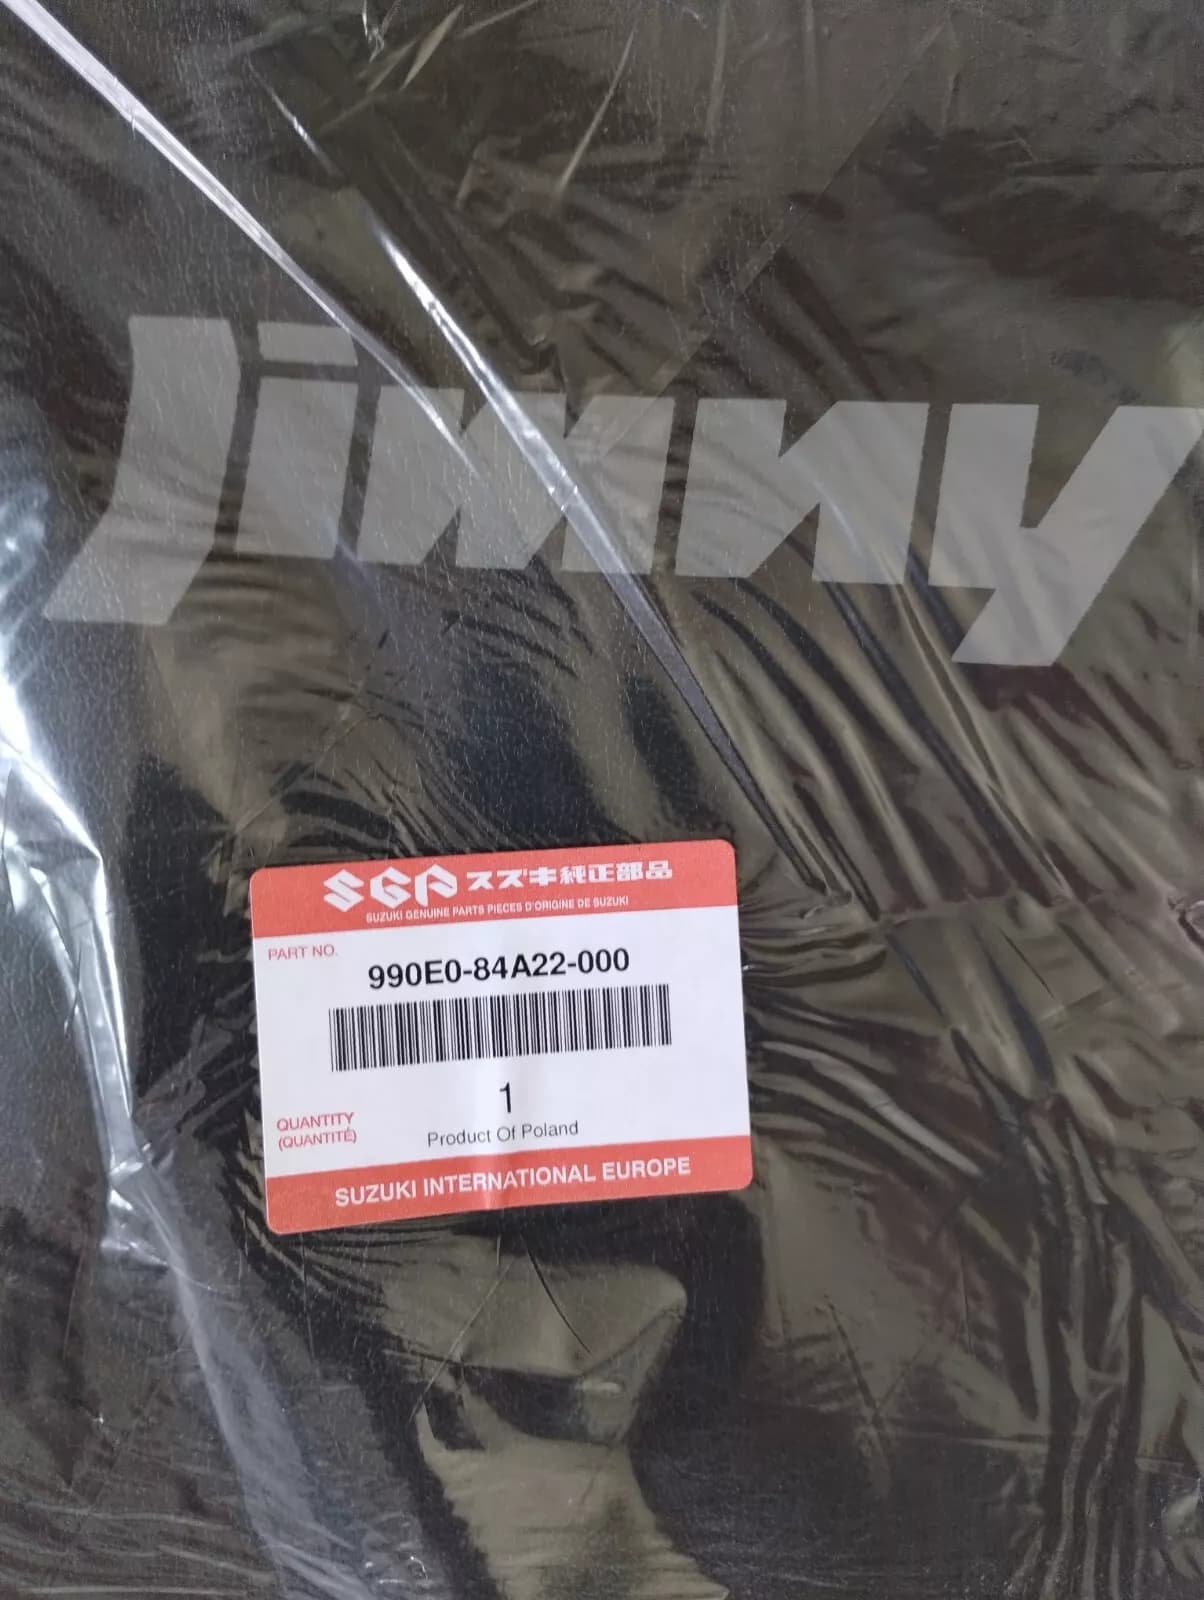 Jimny
SGP スズキ純正部品
SUZUKI GENUINE PARTS PIECES D'ORIGINE DE SUZUKI
PART NO.
990E0-84A22-000
1
QUANTITY
(QUANTITÉ)
Product Of Poland
SUZUKI INTERNATIONAL EUROPE